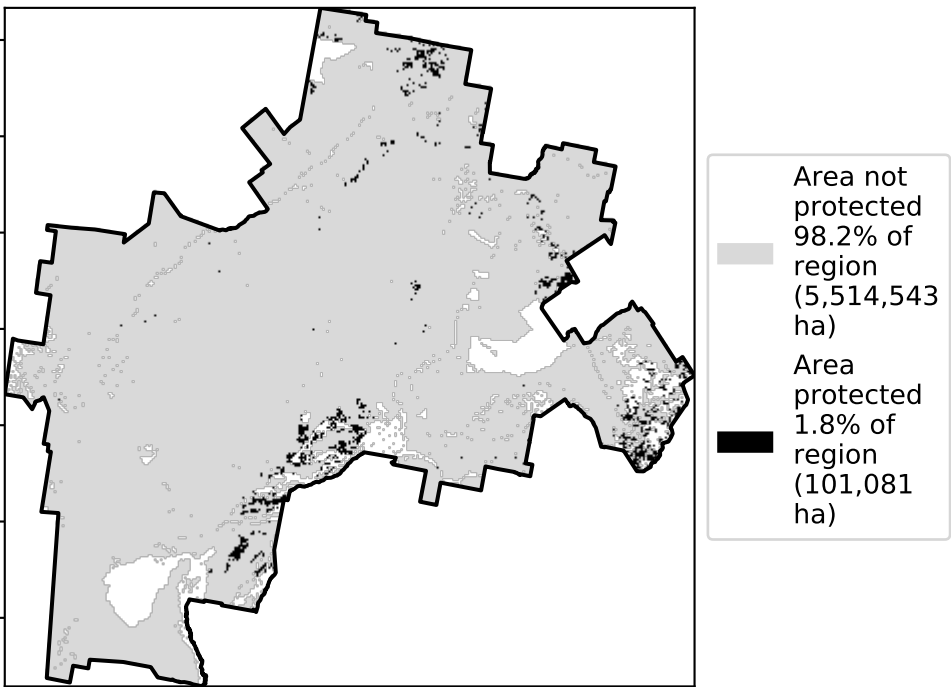 Area not
protected
98.2% of
region
(5,514,543
ha)
Area
protected
1.8% of
region
(101,081
ha)